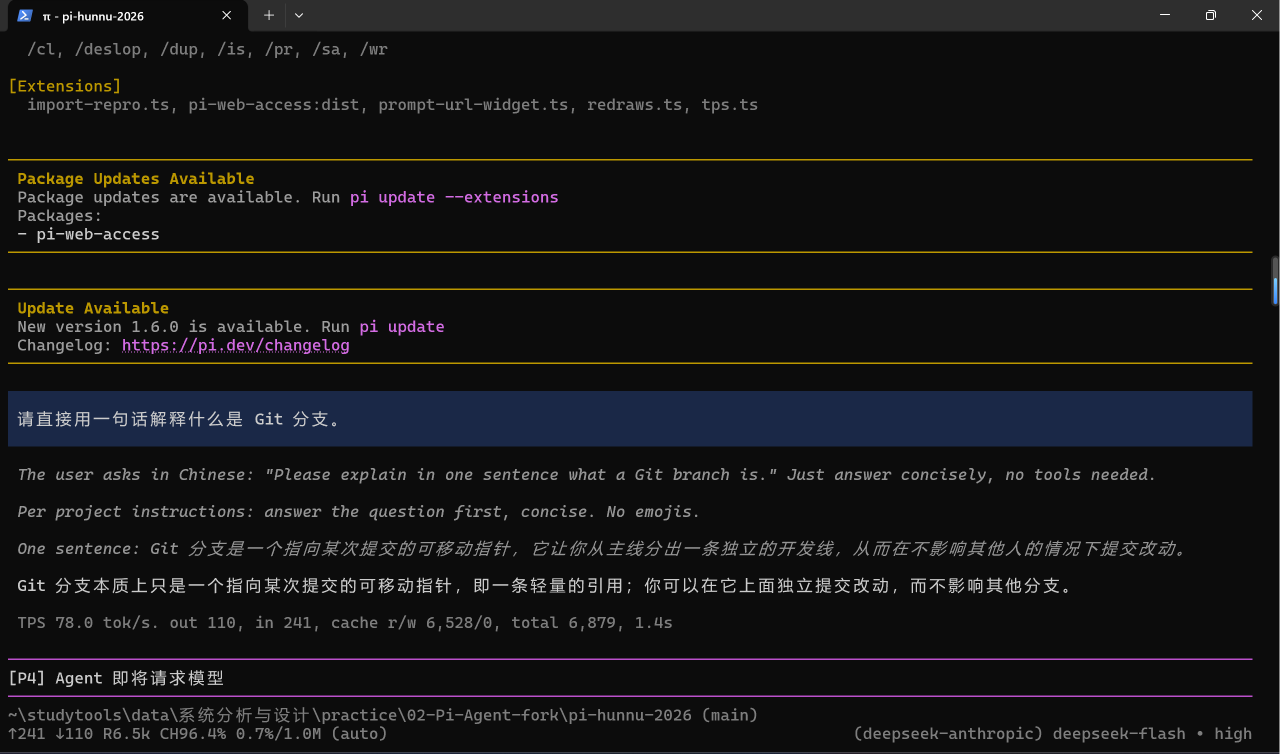 π - pi-hunnu-2026
/cl, /deslop, /dup, /is, /pr, /sa, /wr
[Extensions]
import-repro.ts, pi-web-access:dist, prompt-url-widget.ts, redraws.ts, tps.ts
Package Updates Available
Package updates are available. Run pi update --extensions
Packages:
- pi-web-access
Update Available
New version 1.6.0 is available. Run pi update
Changelog: https://pi.dev/changelog
请直接用一句话解释什么是 Git 分支。
The user asks in Chinese: "Please explain in one sentence what a Git branch is." Just answer concisely, no tools needed.
Per project instructions: answer the question first, concise. No emojis.
One sentence: Git 分支是一个指向某次提交的可移动指针，它让你从主线分出一条独立的开发线，从而在不影响其他人的情况下提交改动。
Git 分支本质上只是一个指向某次提交的可移动指针，即一条轻量的引用；你可以在它上面独立提交改动，而不影响其他分支。
TPS 78.0 tok/s. out 110, in 241, cache r/w 6,528/0, total 6,879, 1.4s
[P4] Agent 即将请求模型
~\studytools\data\系统分析与设计\practice\02-Pi-Agent-fork\pi-hunnu-2026 (main)
↑241 ↓110 R6.5k CH96.4% 0.7%/1.0M (auto) (deepseek-anthropic) deepseek-flash • high